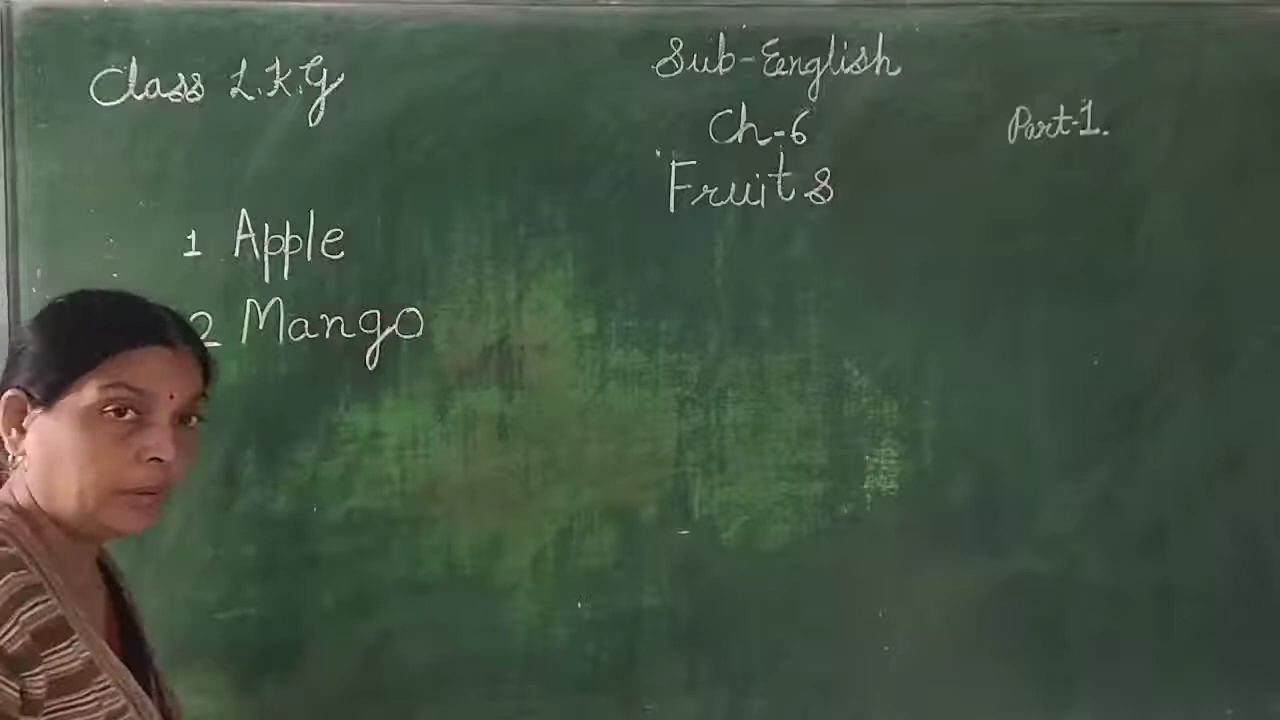 Class L.K.G
Sub-English
Ch-6
Part-1.
Fruits
1 Apple
2 Mango